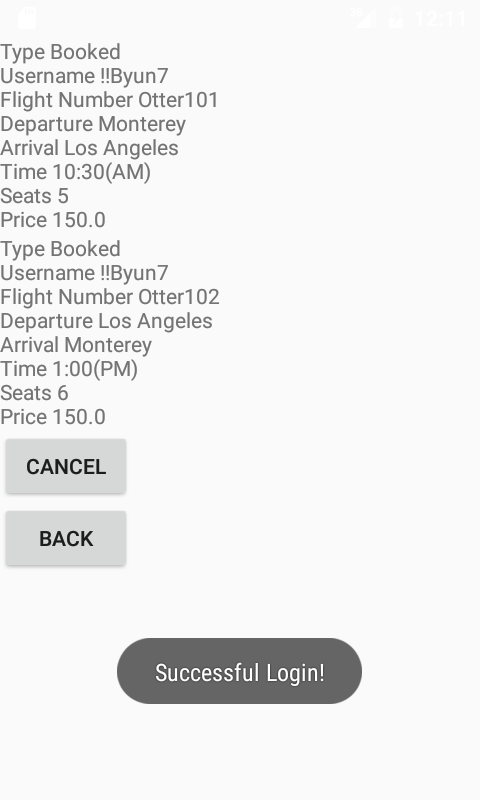 12:11
Type Booked
Username !!Byun7
Flight Number Otter101
Departure Monterey
Arrival Los Angeles
Time 10:30(AM)
Seats 5
Price 150.0
Type Booked
Username !!Byun7
Flight Number Otter102
Departure Los Angeles
Arrival Monterey
Time 1:00(PM)
Seats 6
Price 150.0
CANCEL
BACK
Successful Login!